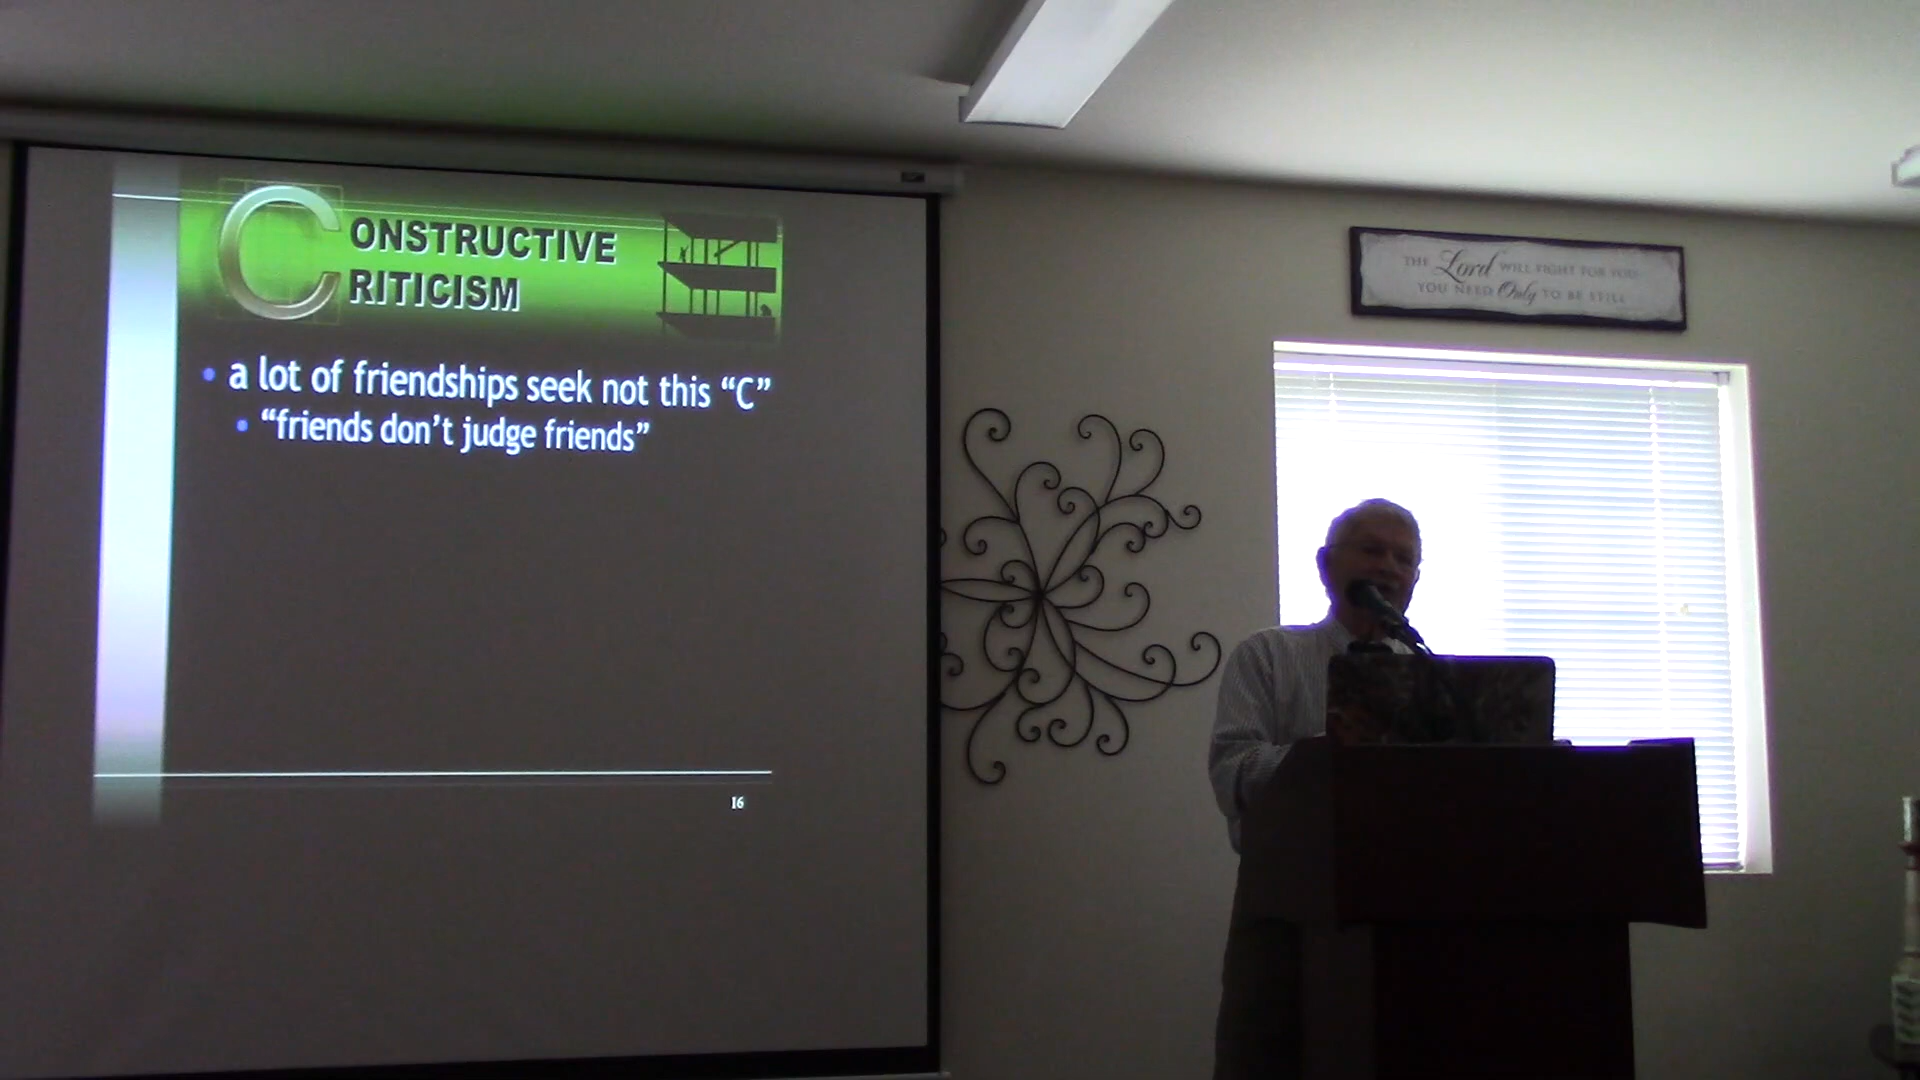 CONSTRUCTIVE
CRITICISM
• a lot of friendships seek not this “C”
• “friends don’t judge friends”
16
THE Lord WILL FIGHT FOR YOU;
YOU NEED Only TO BE STILL